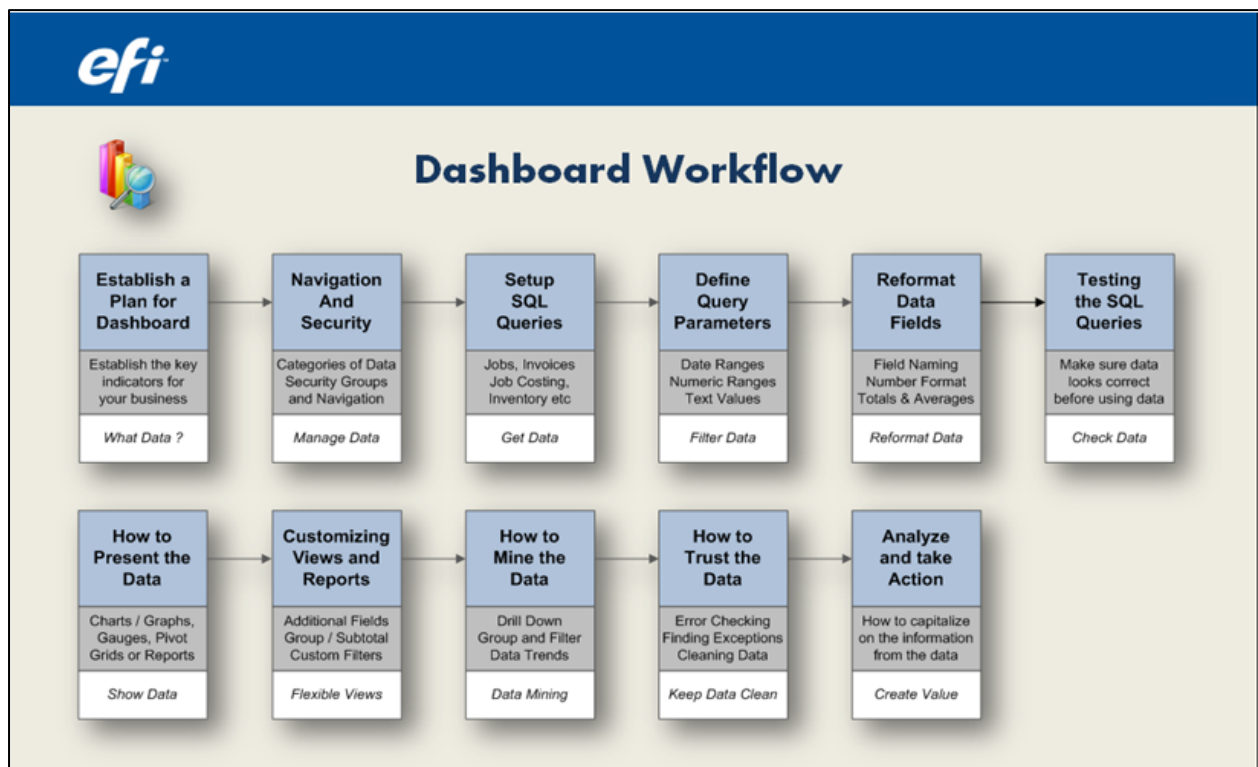 efi™
Dashboard Workflow
Establish a
Plan for
Dashboard
Establish the key
indicators for
your business
What Data ?
Navigation
And
Security
Categories of Data
Security Groups
and Navigation
Manage Data
Setup
SQL
Queries
Jobs, Invoices
Job Costing,
Inventory etc
Get Data
Define
Query
Parameters
Date Ranges
Numeric Ranges
Text Values
Filter Data
Reformat
Data
Fields
Field Naming
Number Format
Totals & Averages
Reformat Data
Testing
the SQL
Queries
Make sure data
looks correct
before using data
Check Data
How to
Present the
Data
Charts / Graphs,
Gauges, Pivot
Grids or Reports
Show Data
Customizing
Views and
Reports
Additional Fields
Group / Subtotal
Custom Filters
Flexible Views
How to
Mine the
Data
Drill Down
Group and Filter
Data Trends
Data Mining
How to
Trust the
Data
Error Checking
Finding Exceptions
Cleaning Data
Keep Data Clean
Analyze
and take
Action
How to capitalize
on the information
from the data
Create Value